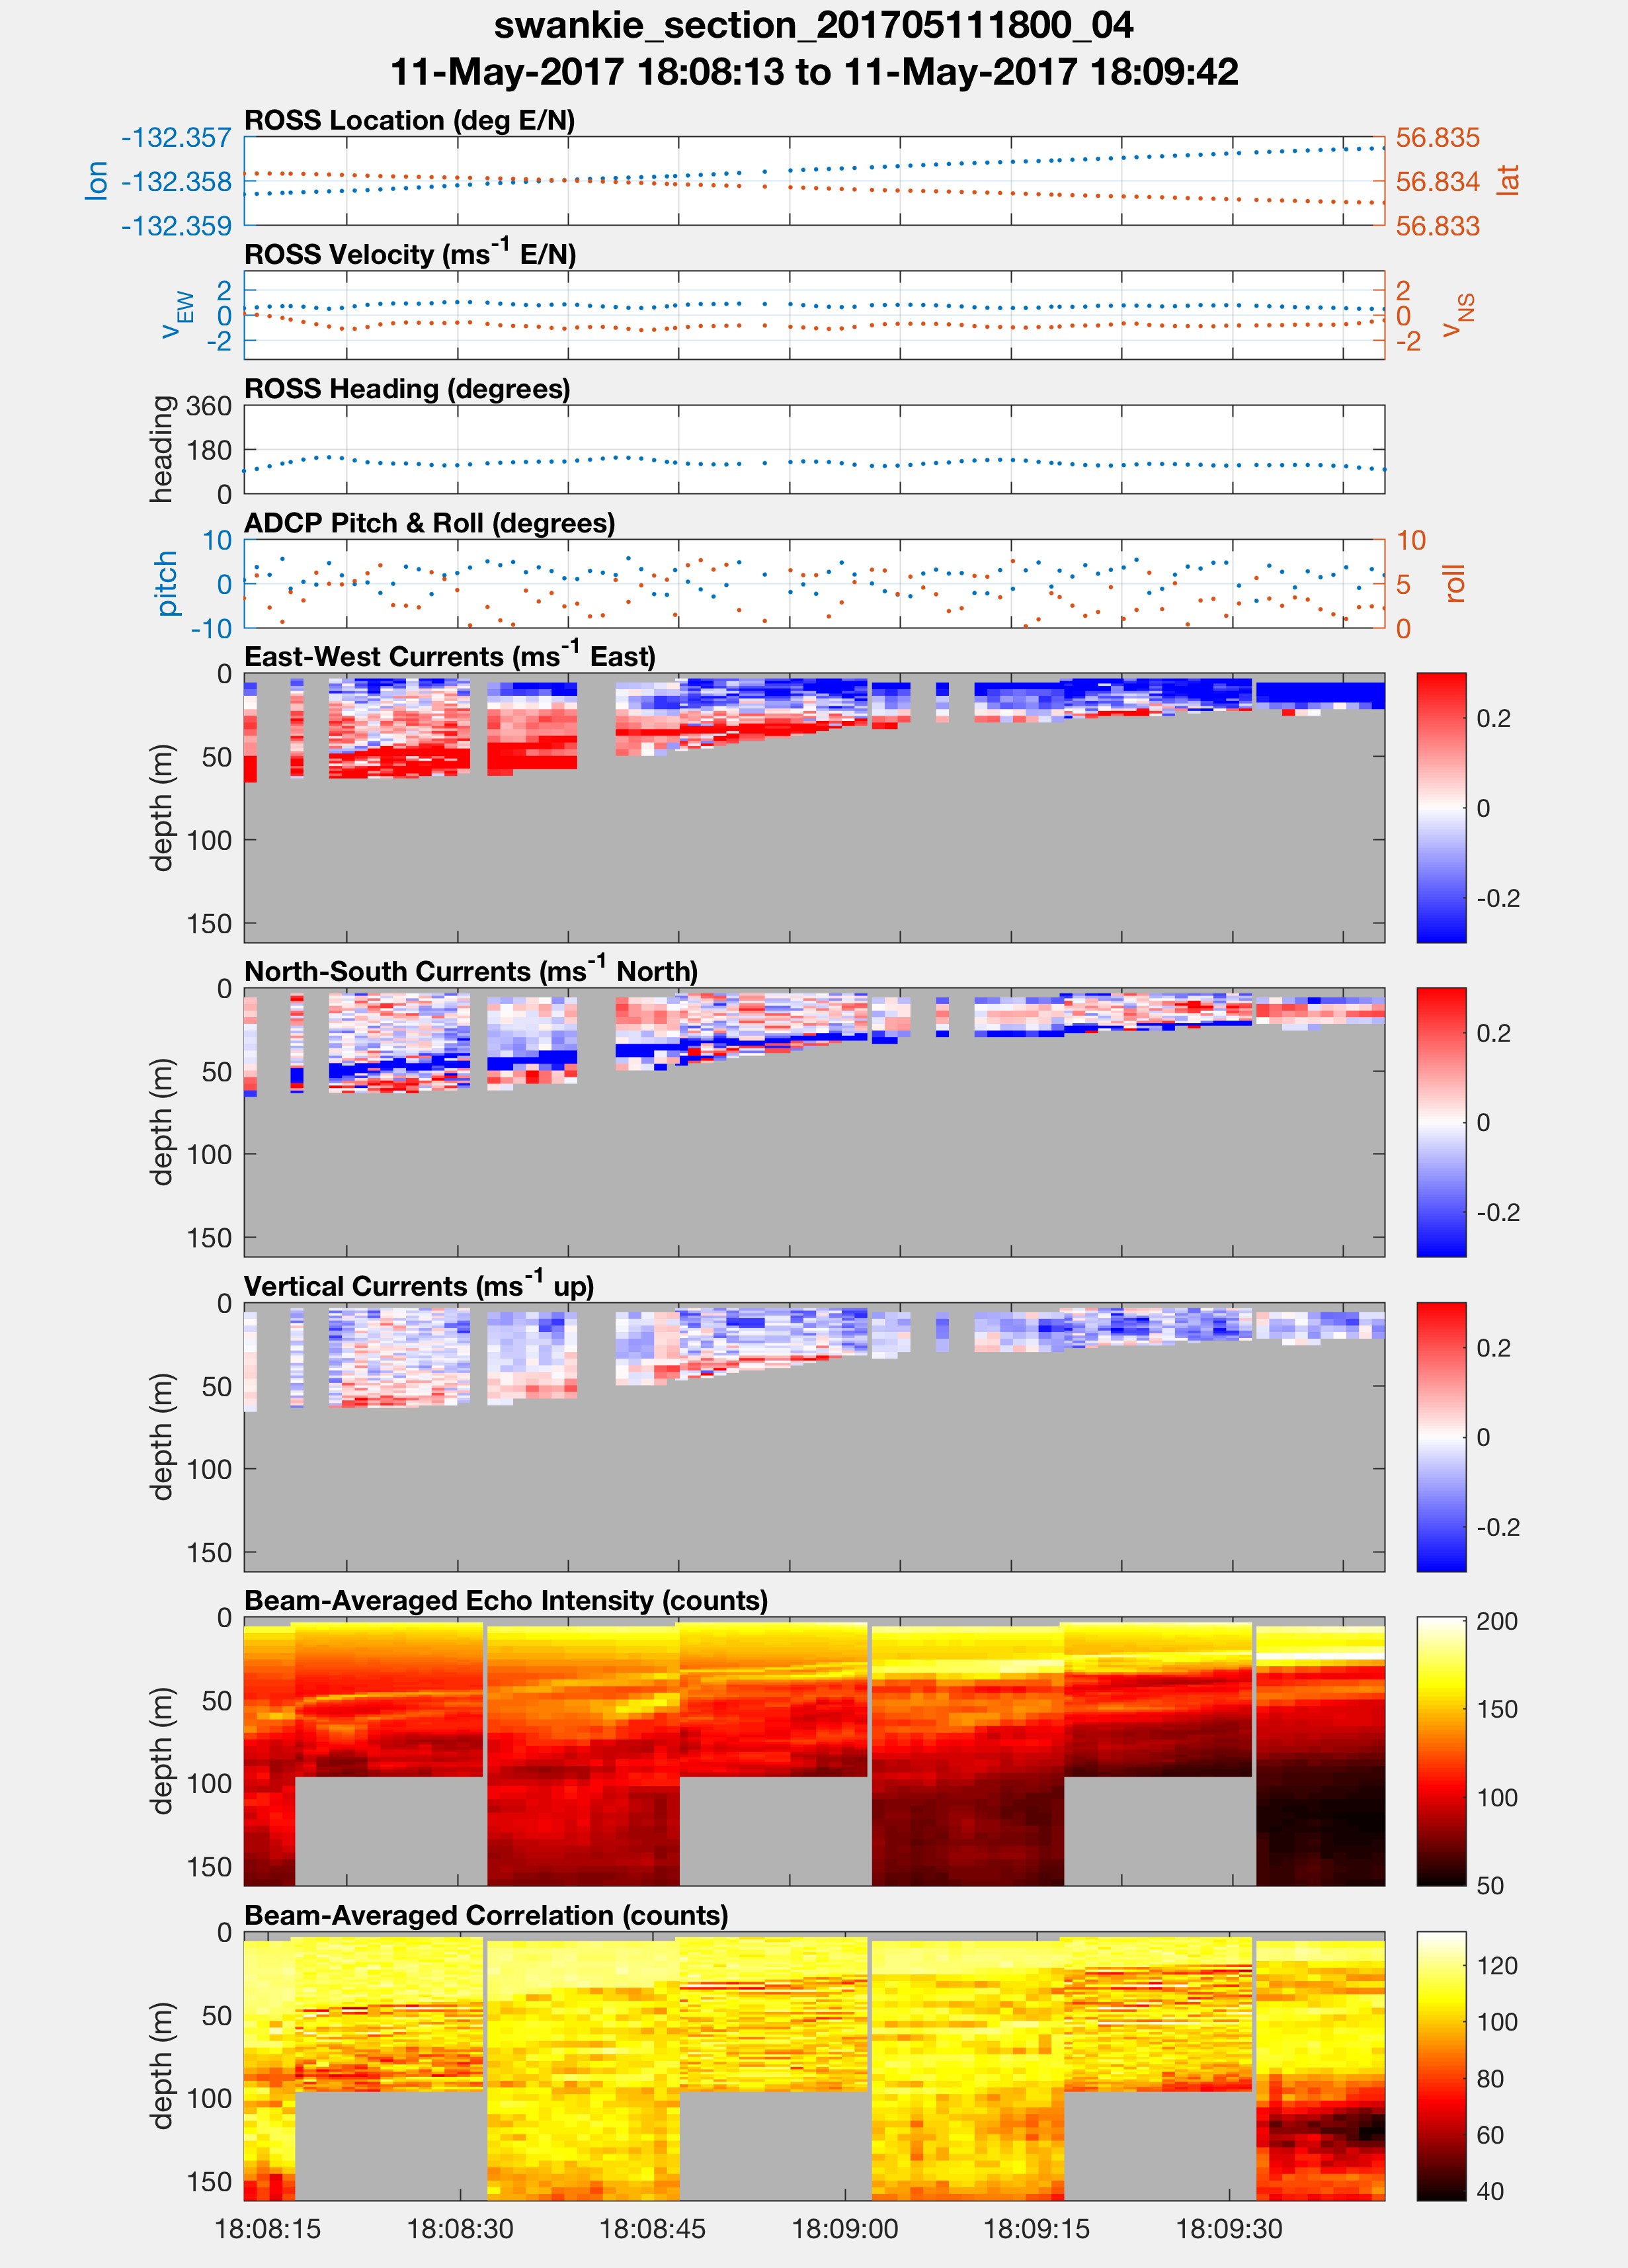 swankie_section_201705111800_04
11-May-2017 18:08:13 to 11-May-2017 18:09:42
ROSS Location (deg E/N)
-132.357
-132.358
-132.359
lon
56.835
56.834
56.833
lat
ROSS Velocity (ms-1 E/N)
2
0
-2
vEW
2
0
-2
vNS
ROSS Heading (degrees)
360
180
0
heading
ADCP Pitch & Roll (degrees)
10
0
-10
pitch
10
5
0
roll
East-West Currents (ms-1 East)
0
50
100
150
depth (m)
0.2
0
-0.2
North-South Currents (ms-1 North)
0
50
100
150
depth (m)
0.2
0
-0.2
Vertical Currents (ms-1 up)
0
50
100
150
depth (m)
0.2
0
-0.2
Beam-Averaged Echo Intensity (counts)
0
50
100
150
depth (m)
200
150
100
50
Beam-Averaged Correlation (counts)
0
50
100
150
depth (m)
120
100
80
60
40
18:08:15 18:08:30 18:08:45 18:09:00 18:09:15 18:09:30